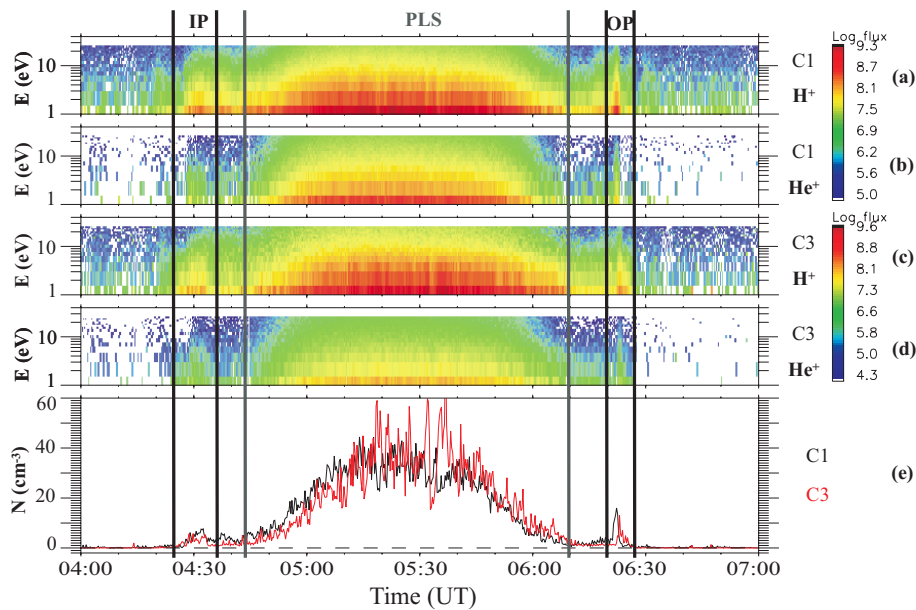 IP PLS OP
Log flux
E (eV) 10 1 C1 H+ (a) 9.3 8.7 8.1 7.5 6.9 6.2 5.6 5.0
E (eV) 10 1 C1 He+ (b)
Log flux
E (eV) 10 1 C3 H+ (c) 9.6 8.8 8.1 7.3 6.6 5.8 5.0 4.3
E (eV) 10 1 C3 He+ (d)
N (cm-3) 60 40 20 0 C1 C3 (e)
04:00 04:30 05:00 05:30 06:00 06:30 07:00
Time (UT)